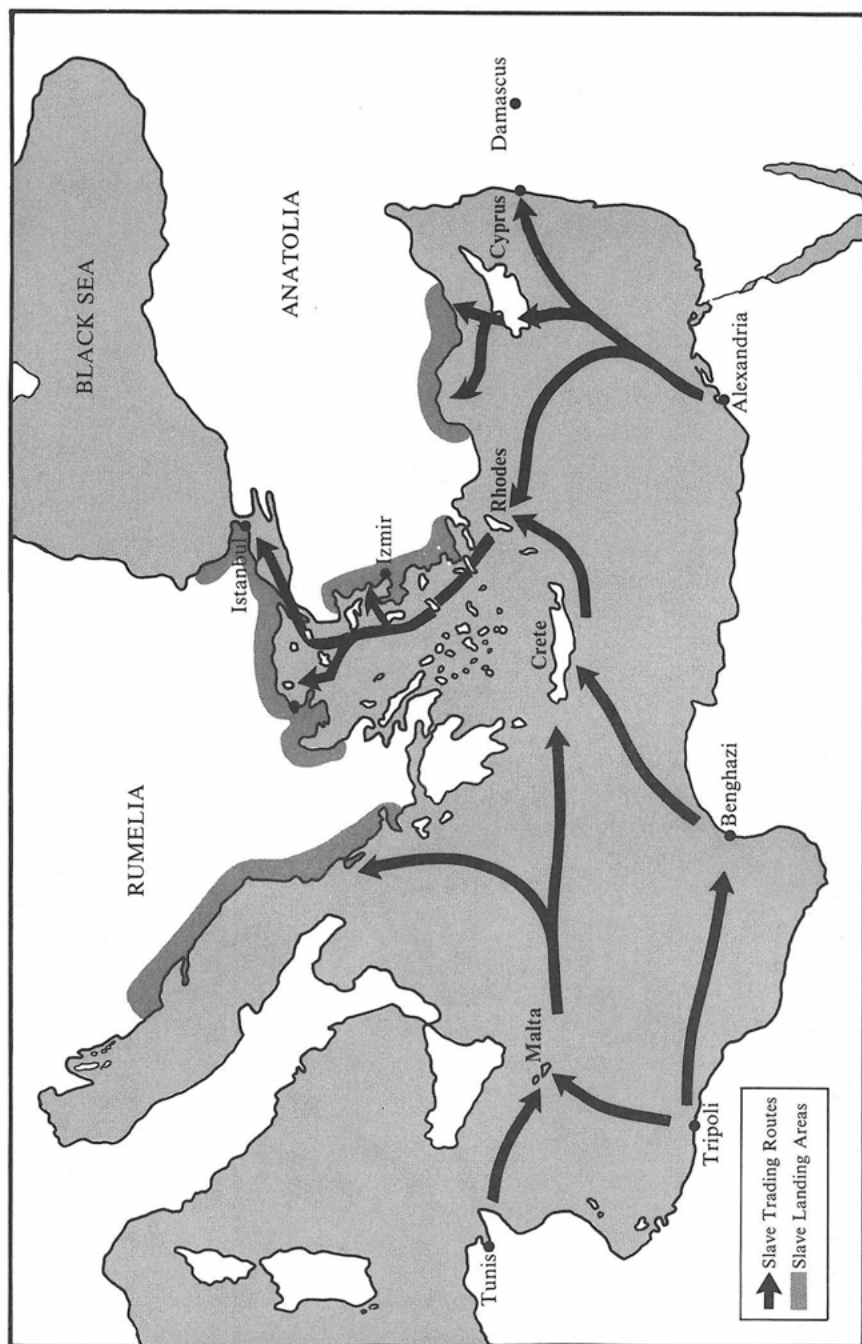 BLACK SEA
ANATOLIA
RUMELIA
Istanbul
Izmir
Damascus
Cyprus
Rhodes
Crete
Alexandria
Benghazi
Malta
Tripoli
Tunis
Slave Trading Routes
Slave Landing Areas